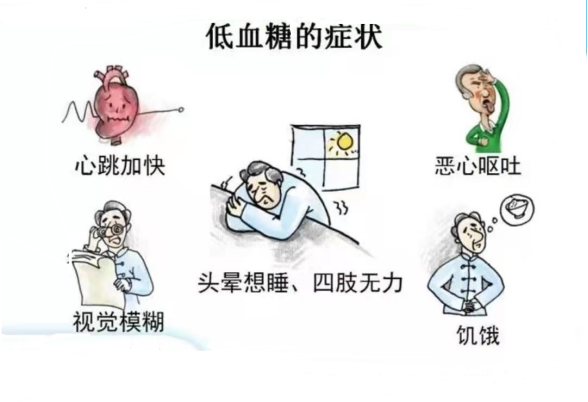 低血糖的症状
心跳加快
恶心呕吐
头晕想睡、四肢无力
视觉模糊
饥饿